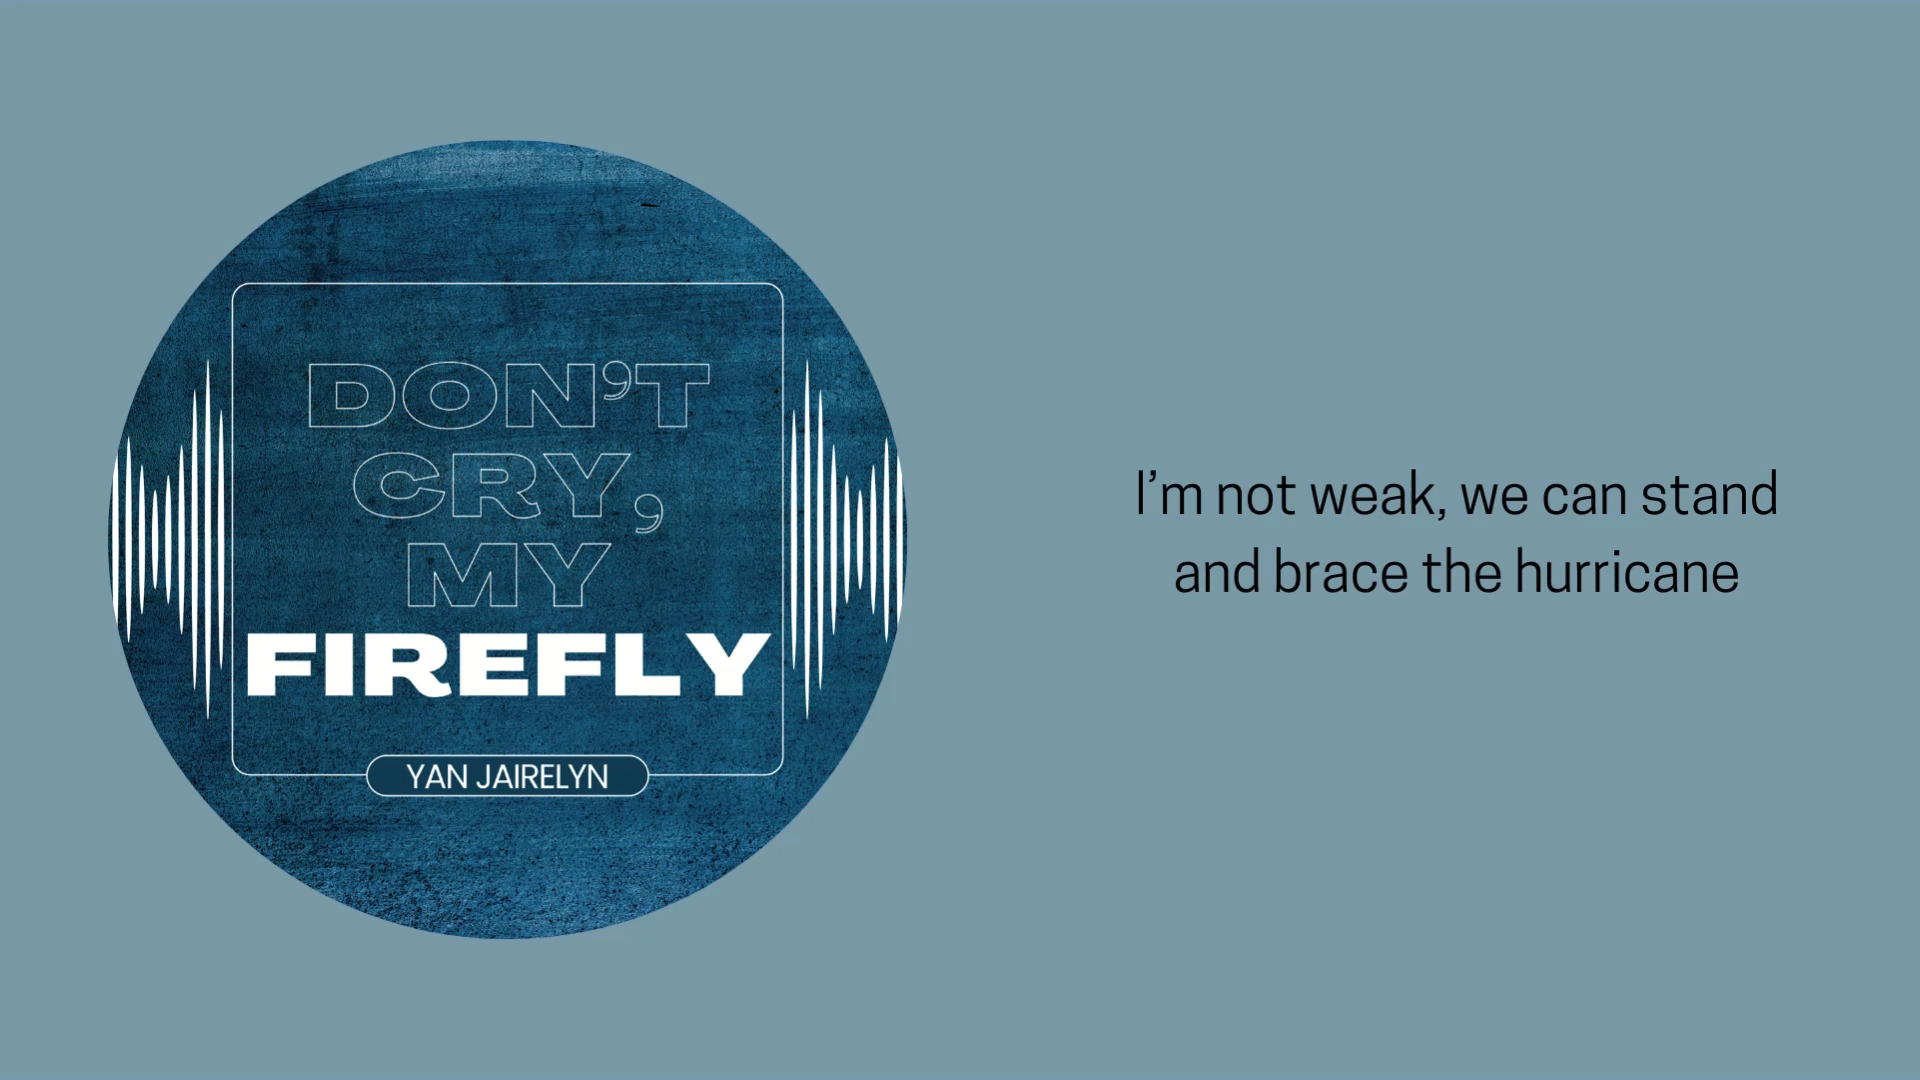 DON'T
CRY,
MY
FIREFLY
YAN JAIRELYN
I'm not weak, we can stand
and brace the hurricane